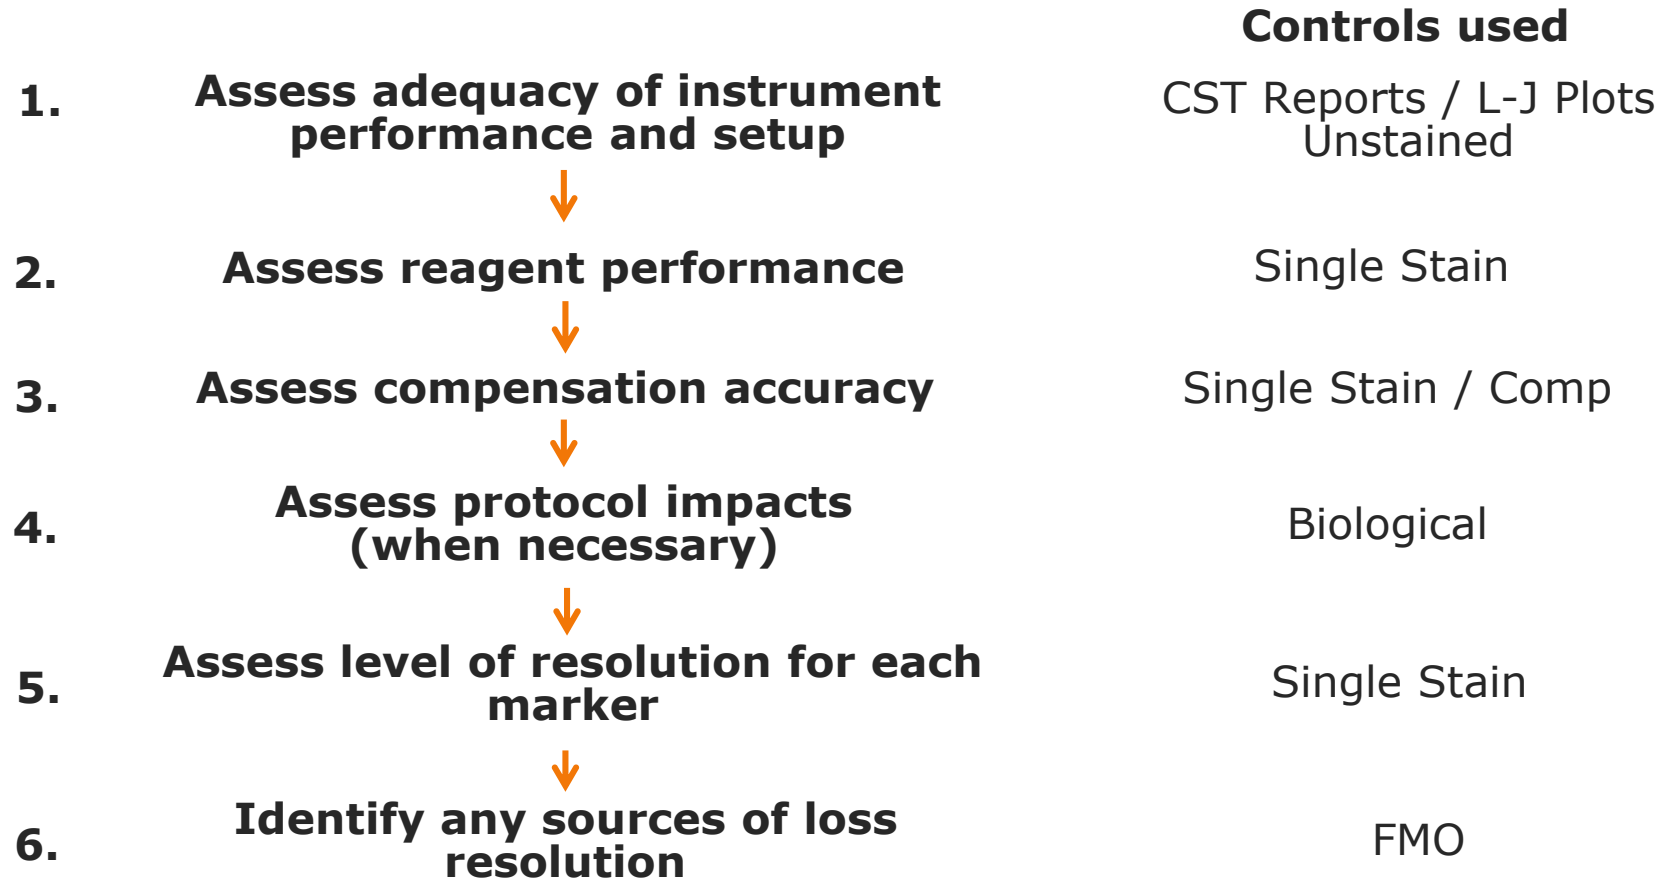 Controls used
1.
Assess adequacy of instrument
performance and setup
CST Reports / L-J Plots
Unstained
2.
Assess reagent performance
Single Stain
3.
Assess compensation accuracy
Single Stain / Comp
4.
Assess protocol impacts
(when necessary)
Biological
5.
Assess level of resolution for each
marker
Single Stain
6.
Identify any sources of loss
resolution
FMO